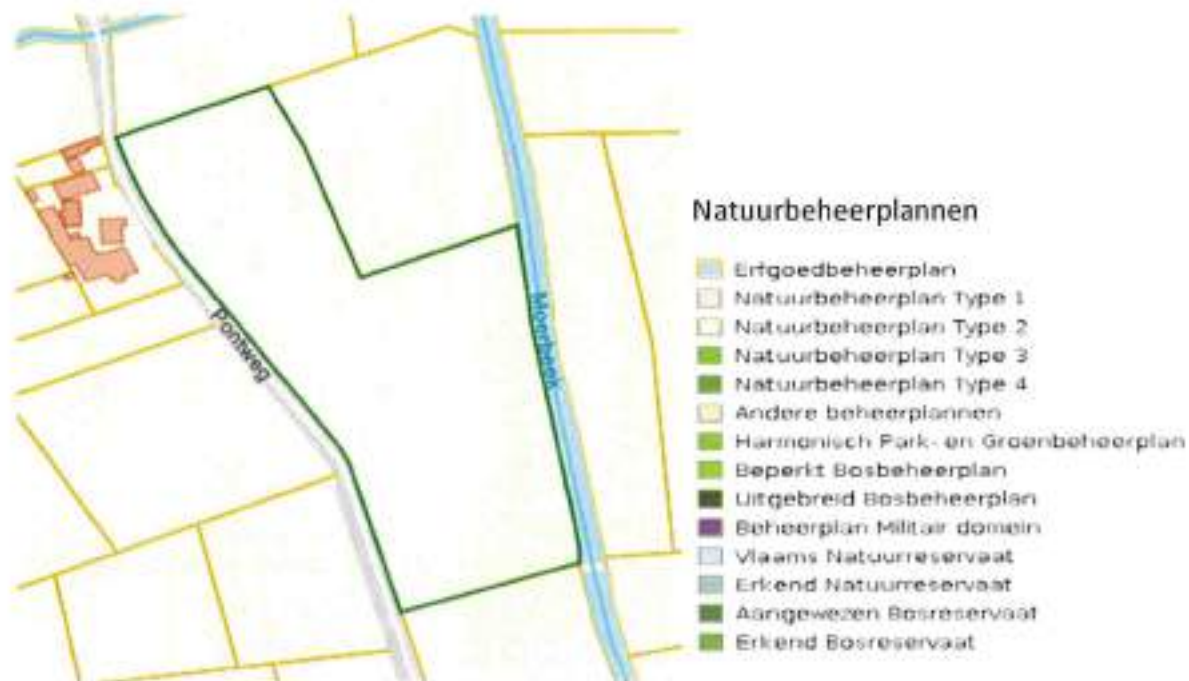 Pontweg
Moerbeek
Natuurbeheerplannen
Erfgoedbeheerplan
Natuurbeheerplan Type 1
Natuurbeheerplan Type 2
Natuurbeheerplan Type 3
Natuurbeheerplan Type 4
Andere beheerplannen
Harmonisch Park- en Groenbeheerplan
Beperkt Bosbeheerplan
Uitgebreid Bosbeheerplan
Beheerplan Militair domein
Vlaams Natuurreservaat
Erkend Natuurreservaat
Aangewezen Bosreservaat
Erkend Bosreservaat